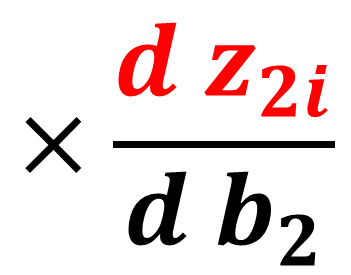 × d z₂ᵢ
d b₂